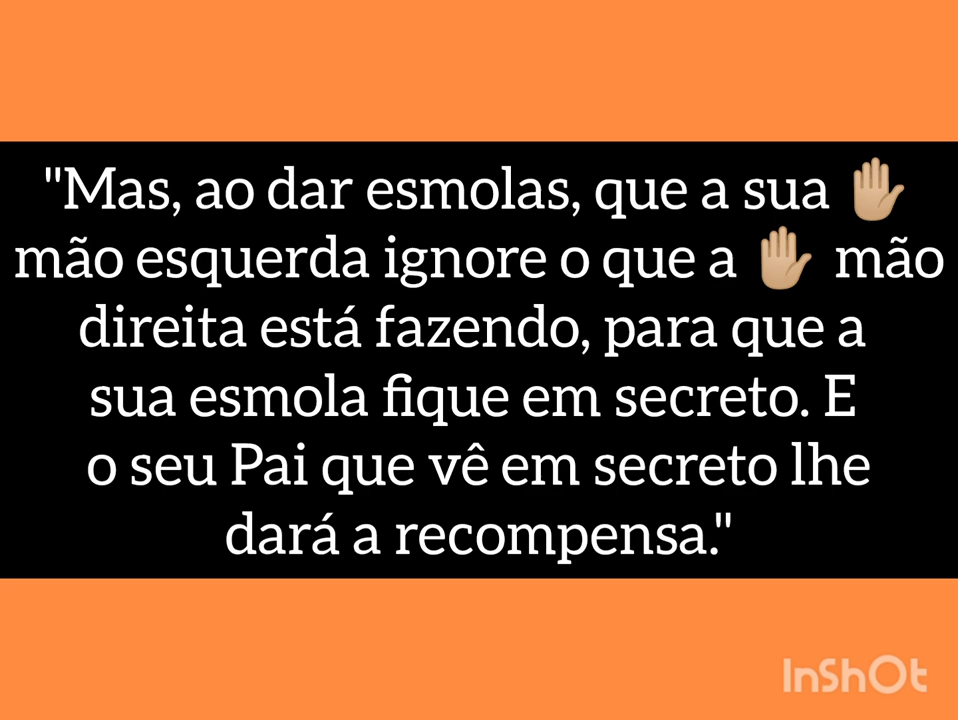 "Mas, ao dar esmolas, que a sua ✋🏼
mão esquerda ignore o que a ✋🏼 mão
direita está fazendo, para que a
sua esmola fique em secreto. E
o seu Pai que vê em secreto lhe
dará a recompensa."
InShOt